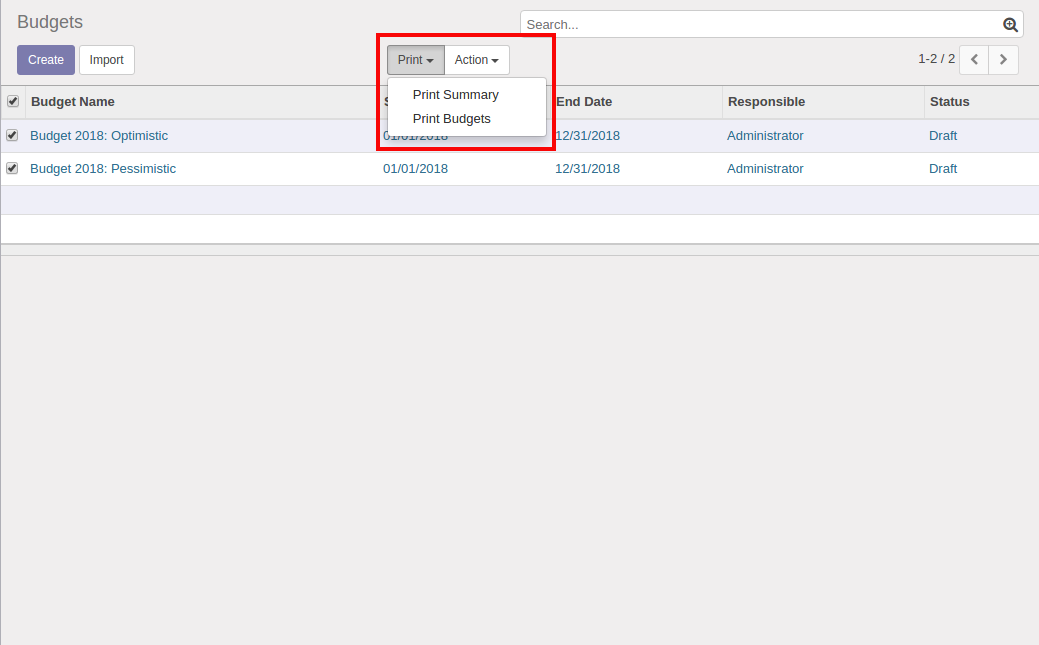 Budgets
Search...
Create Import Print Action 1-2 / 2
Print Summary
Print Budgets
Budget Name End Date Responsible Status
Budget 2018: Optimistic 01/01/2018 12/31/2018 Administrator Draft
Budget 2018: Pessimistic 01/01/2018 12/31/2018 Administrator Draft